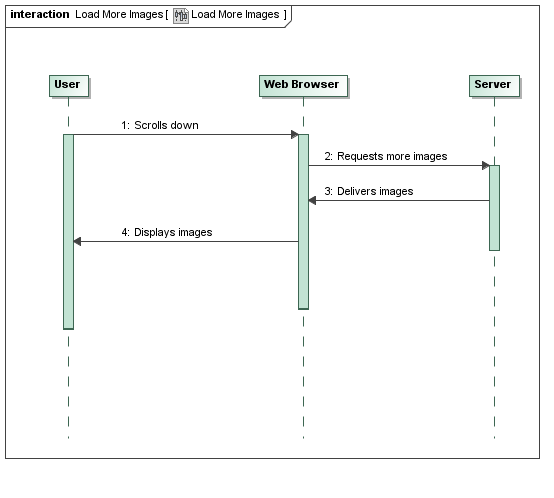 interaction Load More Images [ Load More Images ]
User
Web Browser
Server
1: Scrolls down
2: Requests more images
3: Delivers images
4: Displays images